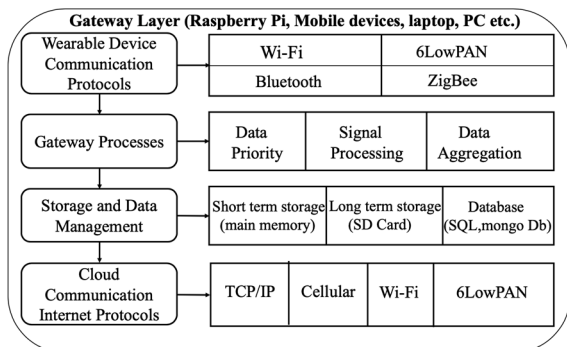 Gateway Layer (Raspberry Pi, Mobile devices, laptop, PC etc.)
Wearable Device
Communication
Protocols
Wi-Fi
6LowPAN
Bluetooth
ZigBee
Gateway Processes
Data
Priority
Signal
Processing
Data
Aggregation
Storage and Data
Management
Short term storage
(main memory)
Long term storage
(SD Card)
Database
(SQL,mongo Db)
Cloud
Communication
Internet Protocols
TCP/IP
Cellular
Wi-Fi
6LowPAN